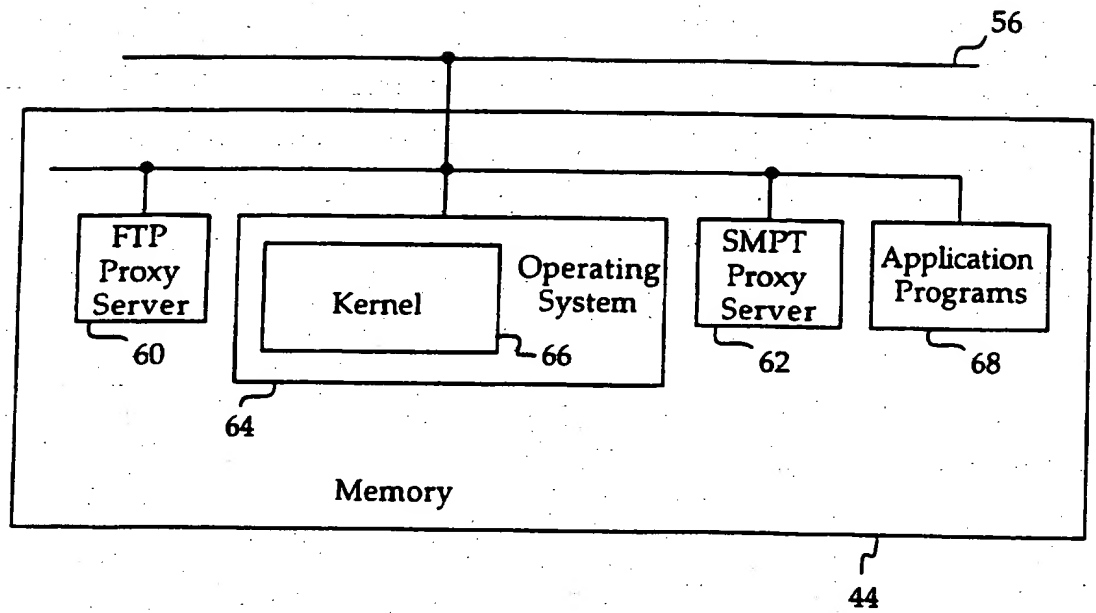 56
FTP
Proxy
Server
60
Kernel
66
Operating
System
64
SMPT
Proxy
Server
62
Application
Programs
68
Memory
44